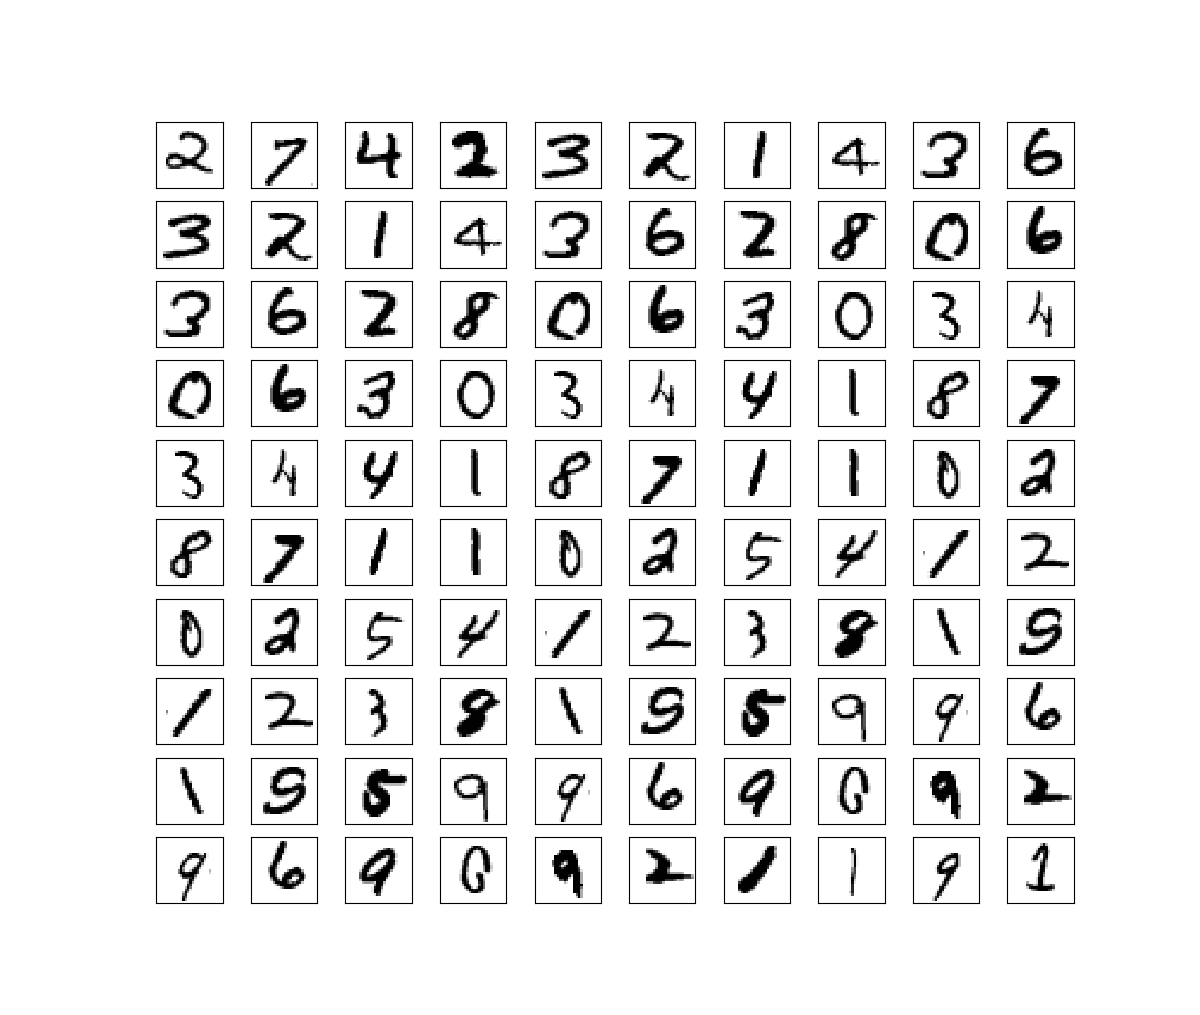 2 7 4 2 3 2 1 4 3 6
3 2 1 4 3 6 2 8 0 6
3 6 2 8 0 6 3 0 3 4
0 6 3 0 3 4 4 1 8 7
3 4 4 1 8 7 1 1 0 2
8 7 1 1 0 2 5 4 1 2
0 2 5 4 1 2 3 8 1 5
1 2 3 8 1 5 5 9 9 6
1 5 5 9 9 6 9 0 9 2
9 6 9 0 9 2 1 1 9 1